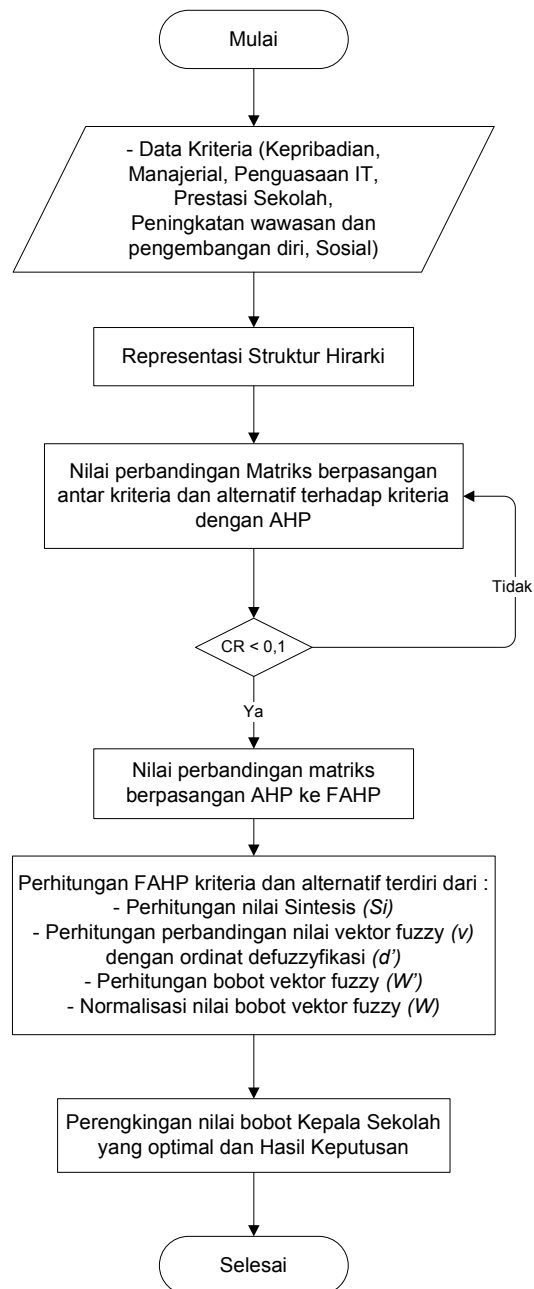 Mulai
- Data Kriteria (Kepribadian,
Manajerial, Penguasaan IT,
Prestasi Sekolah,
Peningkatan wawasan dan
pengembangan diri, Sosial)
Representasi Struktur Hirarki
Nilai perbandingan Matriks berpasangan
antar kriteria dan alternatif terhadap kriteria
dengan AHP
Tidak
CR < 0,1
Ya
Nilai perbandingan matriks
berpasangan AHP ke FAHP
Perhitungan FAHP kriteria dan alternatif terdiri dari :
- Perhitungan nilai Sintesis (Si)
- Perhitungan perbandingan nilai vektor fuzzy (v)
dengan ordinat defuzzyfikasi (d’)
- Perhitungan bobot vektor fuzzy (W’)
- Normalisasi nilai bobot vektor fuzzy (W)
Perengkingan nilai bobot Kepala Sekolah
yang optimal dan Hasil Keputusan
Selesai